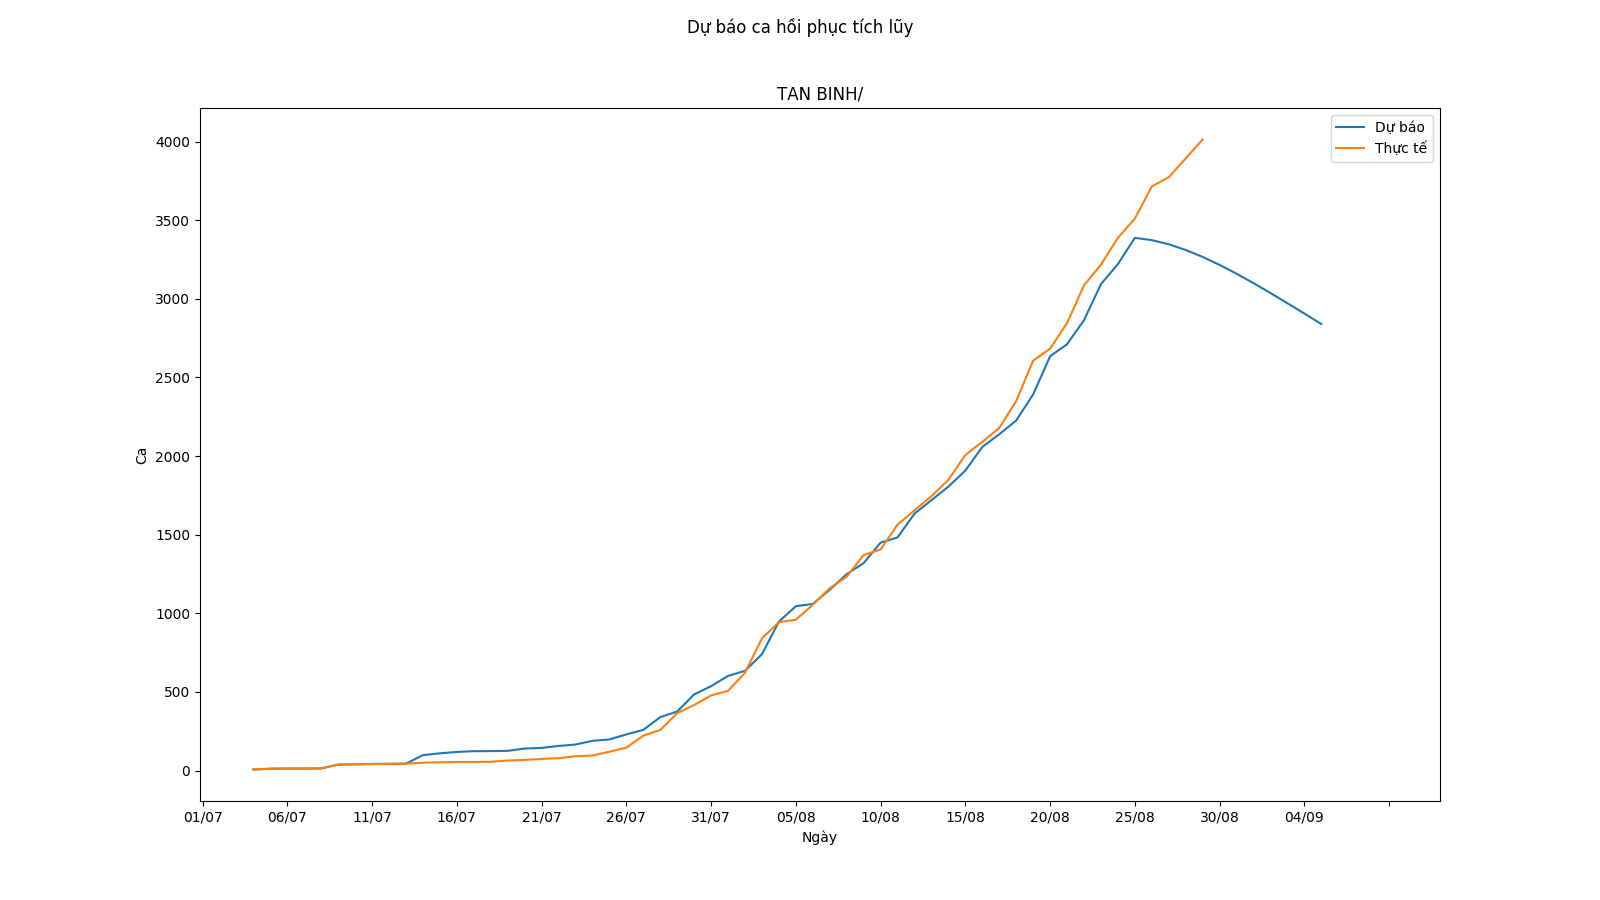 Dự báo ca hồi phục tích lũy
TAN BINH/
Dự báo
Thực tế
4000
3500
3000
2500
2000
1500
1000
500
0
Ca
01/07 06/07 11/07 16/07 21/07 26/07 31/07 05/08 10/08 15/08 20/08 25/08 30/08 04/09
Ngày